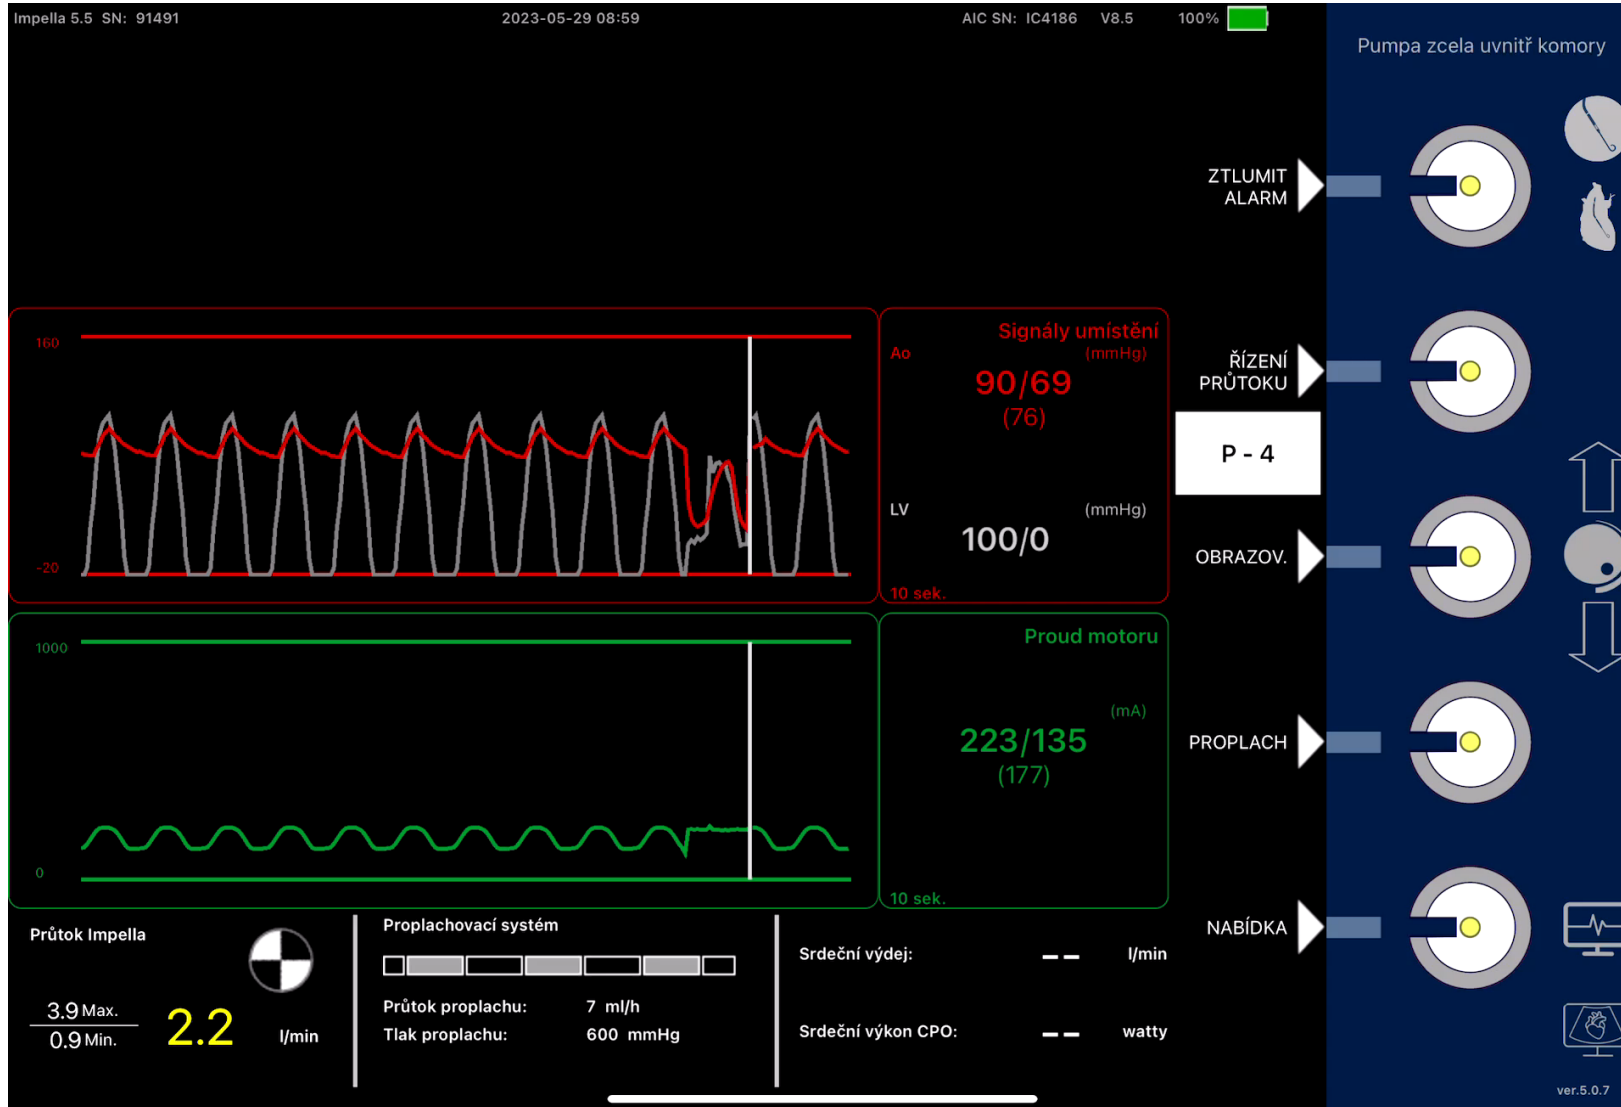 Impella 5.5 SN: 91491
2023-05-29 08:59
AIC SN: IC4186 V8.5
100%
Pumpa zcela uvnitř komory
ZTLUMIT
ALARM
160
-20
Signály umístění
Ao
(mmHg)
90/69
(76)
LV
(mmHg)
100/0
10 sek.
ŘÍZENÍ
PRŮTOKU
P - 4
OBRAZOV.
1000
0
Proud motoru
(mA)
223/135
(177)
10 sek.
PROPLACH
NABÍDKA
Průtok Impella
3.9 Max.
0.9 Min.
2.2
l/min
Proplachovací systém
Průtok proplachu: 7 ml/h
Tlak proplachu: 600 mmHg
Srdeční výdej: -- l/min
Srdeční výkon CPO: -- watty
ver.5.0.7